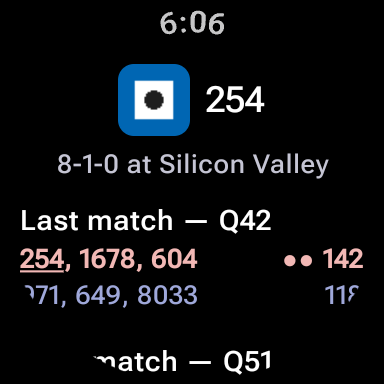 6:06
254
8-1-0 at Silicon Valley
Last match — Q42
254, 1678, 604 •• 142
649, 8033
match — Q51